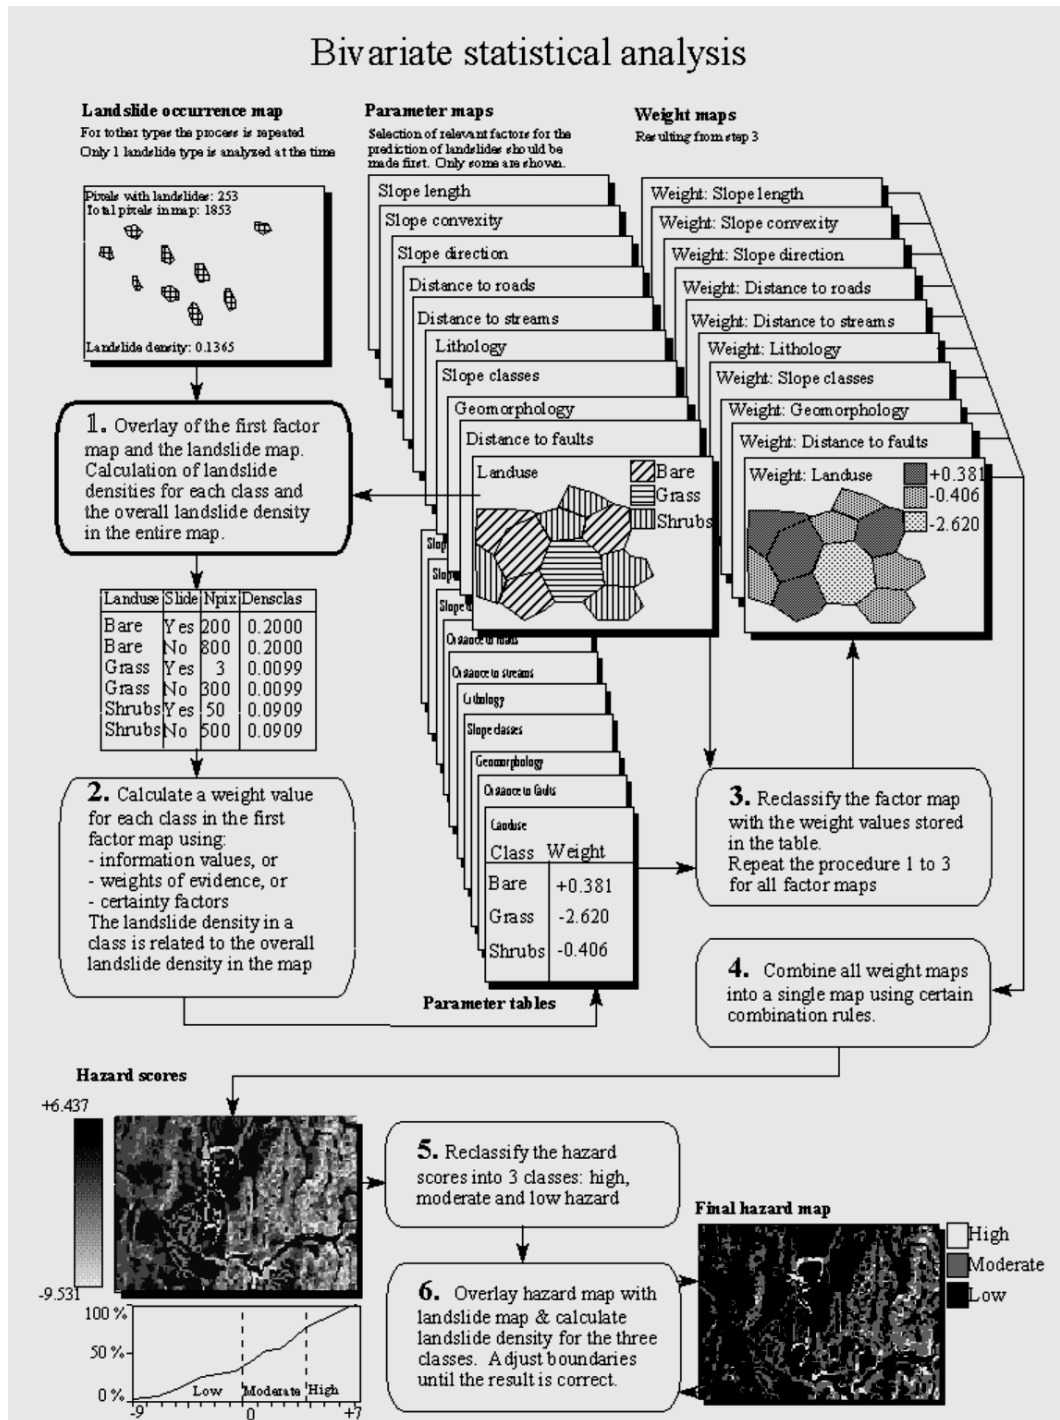 Bivariate statistical analysis
Landslide occurrence map
For tother types the process is repeated
Only 1 landslide type is analyzed at the time
Pixels with landslides: 253
Total pixels in map: 1853
Landslide density: 0.1365
Parameter maps
Selection of relevant factors for the
prediction of landslides should be
made first. Only some are shown.
Slope length
Slope convexity
Slope direction
Distance to roads
Distance to streams
Lithology
Slope classes
Geomorphology
Distance to faults
Landuse
Bare
Grass
Shrubs
Weight maps
Resulting from step 3
Weight: Slope length
Weight: Slope convexity
Weight: Slope direction
Weight: Distance to roads
Weight: Distance to streams
Weight: Lithology
Weight: Slope classes
Weight: Geomorphology
Weight: Distance to faults
Weight: Landuse
+0.381
-0.406
-2.620
1. Overlay of the first factor
map and the landslide map.
Calculation of landslide
densities for each class and
the overall landslide density
in the entire map.
Landuse Slide Npix Densclas
Bare Yes 200 0.2000
Bare No 800 0.2000
Grass Yes 3 0.0099
Grass No 300 0.0099
Shrubs Yes 50 0.0909
Shrubs No 500 0.0909
2. Calculate a weight value
for each class in the first
factor map using:
- information values, or
- weights of evidence, or
- certainty factors
The landslide density in a
class is related to the overall
landslide density in the map
Distance to roads
Distance to streams
Lithology
Slope classes
Geomorphology
Distance to faults
Landuse
Class Weight
Bare +0.381
Grass -2.620
Shrubs -0.406
Parameter tables
3. Reclassify the factor map
with the weight values stored
in the table.
Repeat the procedure 1 to 3
for all factor maps
4. Combine all weight maps
into a single map using certain
combination rules.
Hazard scores
+6.437
-9.531
100 %
50 %
0 %
Low Moderate High
-9 0 +7
5. Reclassify the hazard
scores into 3 classes: high,
moderate and low hazard
6. Overlay hazard map with
landslide map & calculate
landslide density for the three
classes. Adjust boundaries
until the result is correct.
Final hazard map
High
Moderate
Low